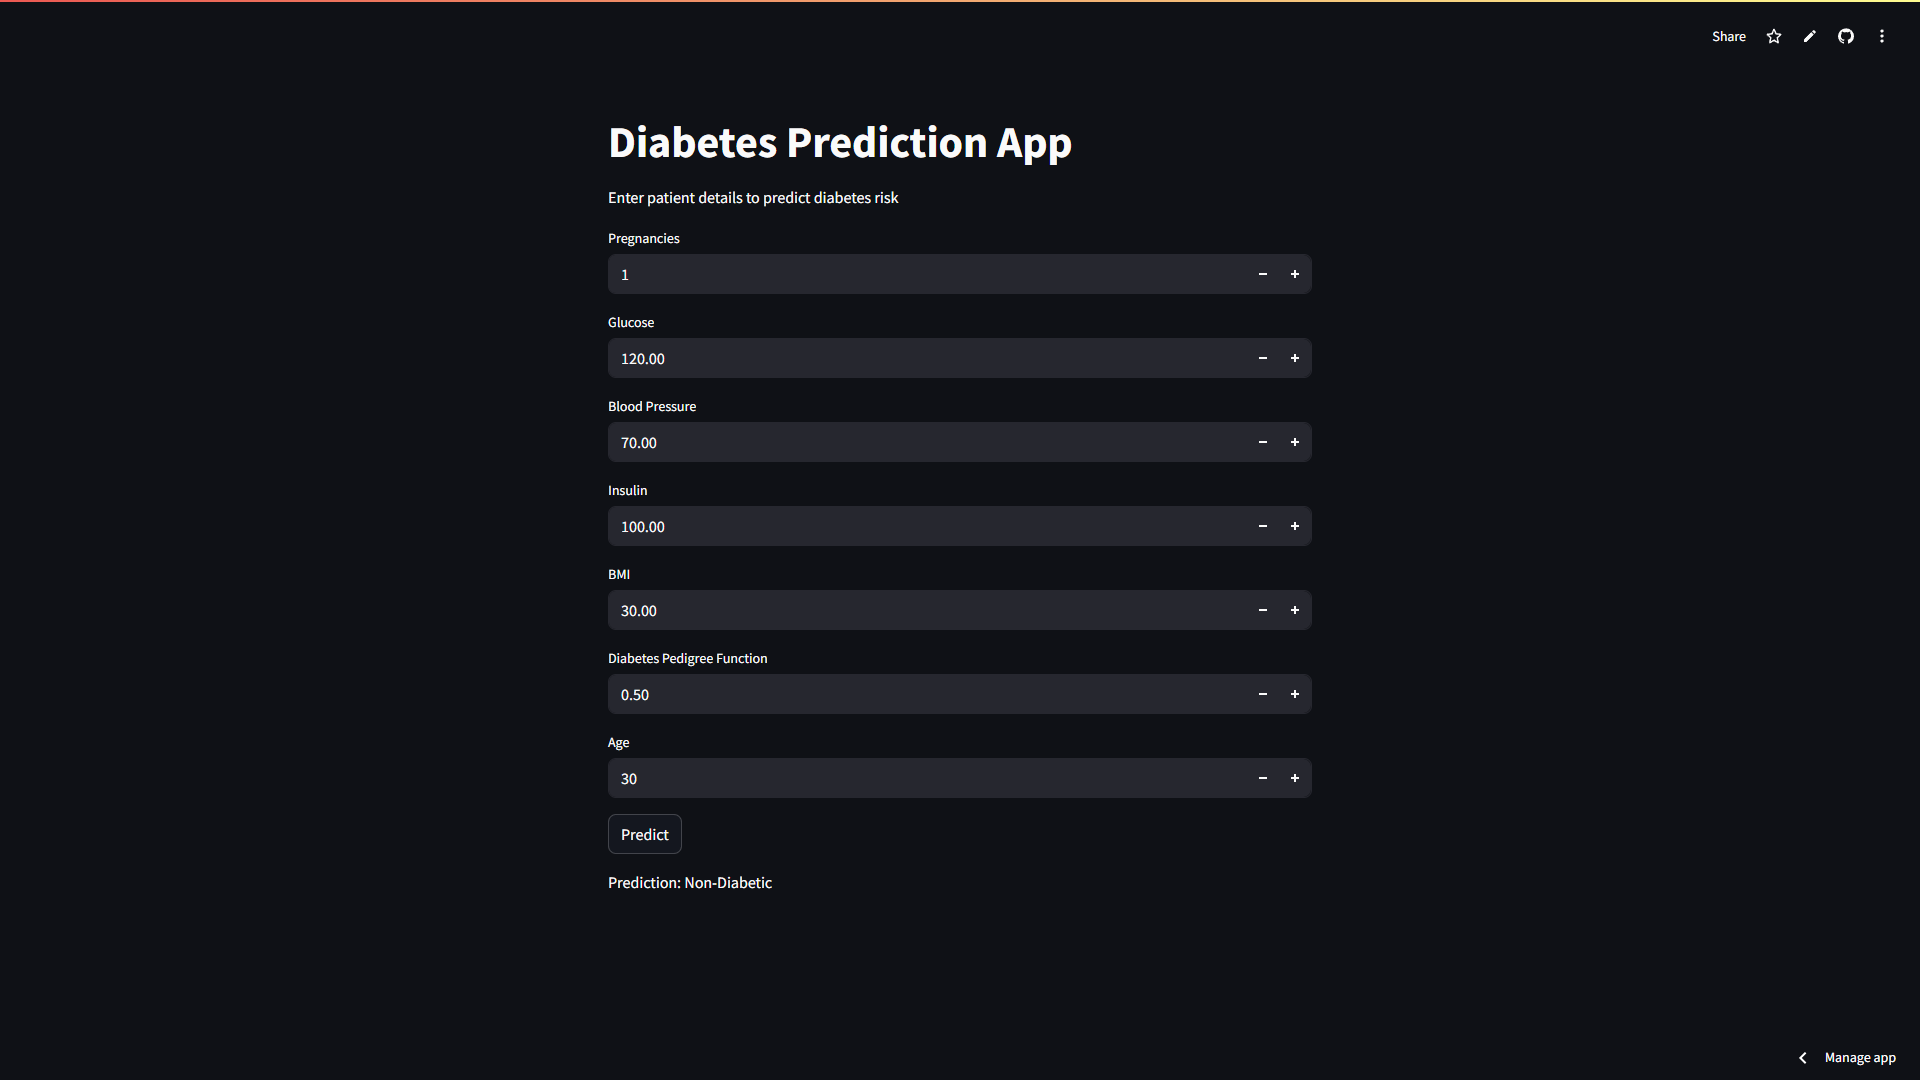 Share
Diabetes Prediction App
Enter patient details to predict diabetes risk
Pregnancies
1
Glucose
120.00
Blood Pressure
70.00
Insulin
100.00
BMI
30.00
Diabetes Pedigree Function
0.50
Age
30
Predict
Prediction: Non-Diabetic
Manage app